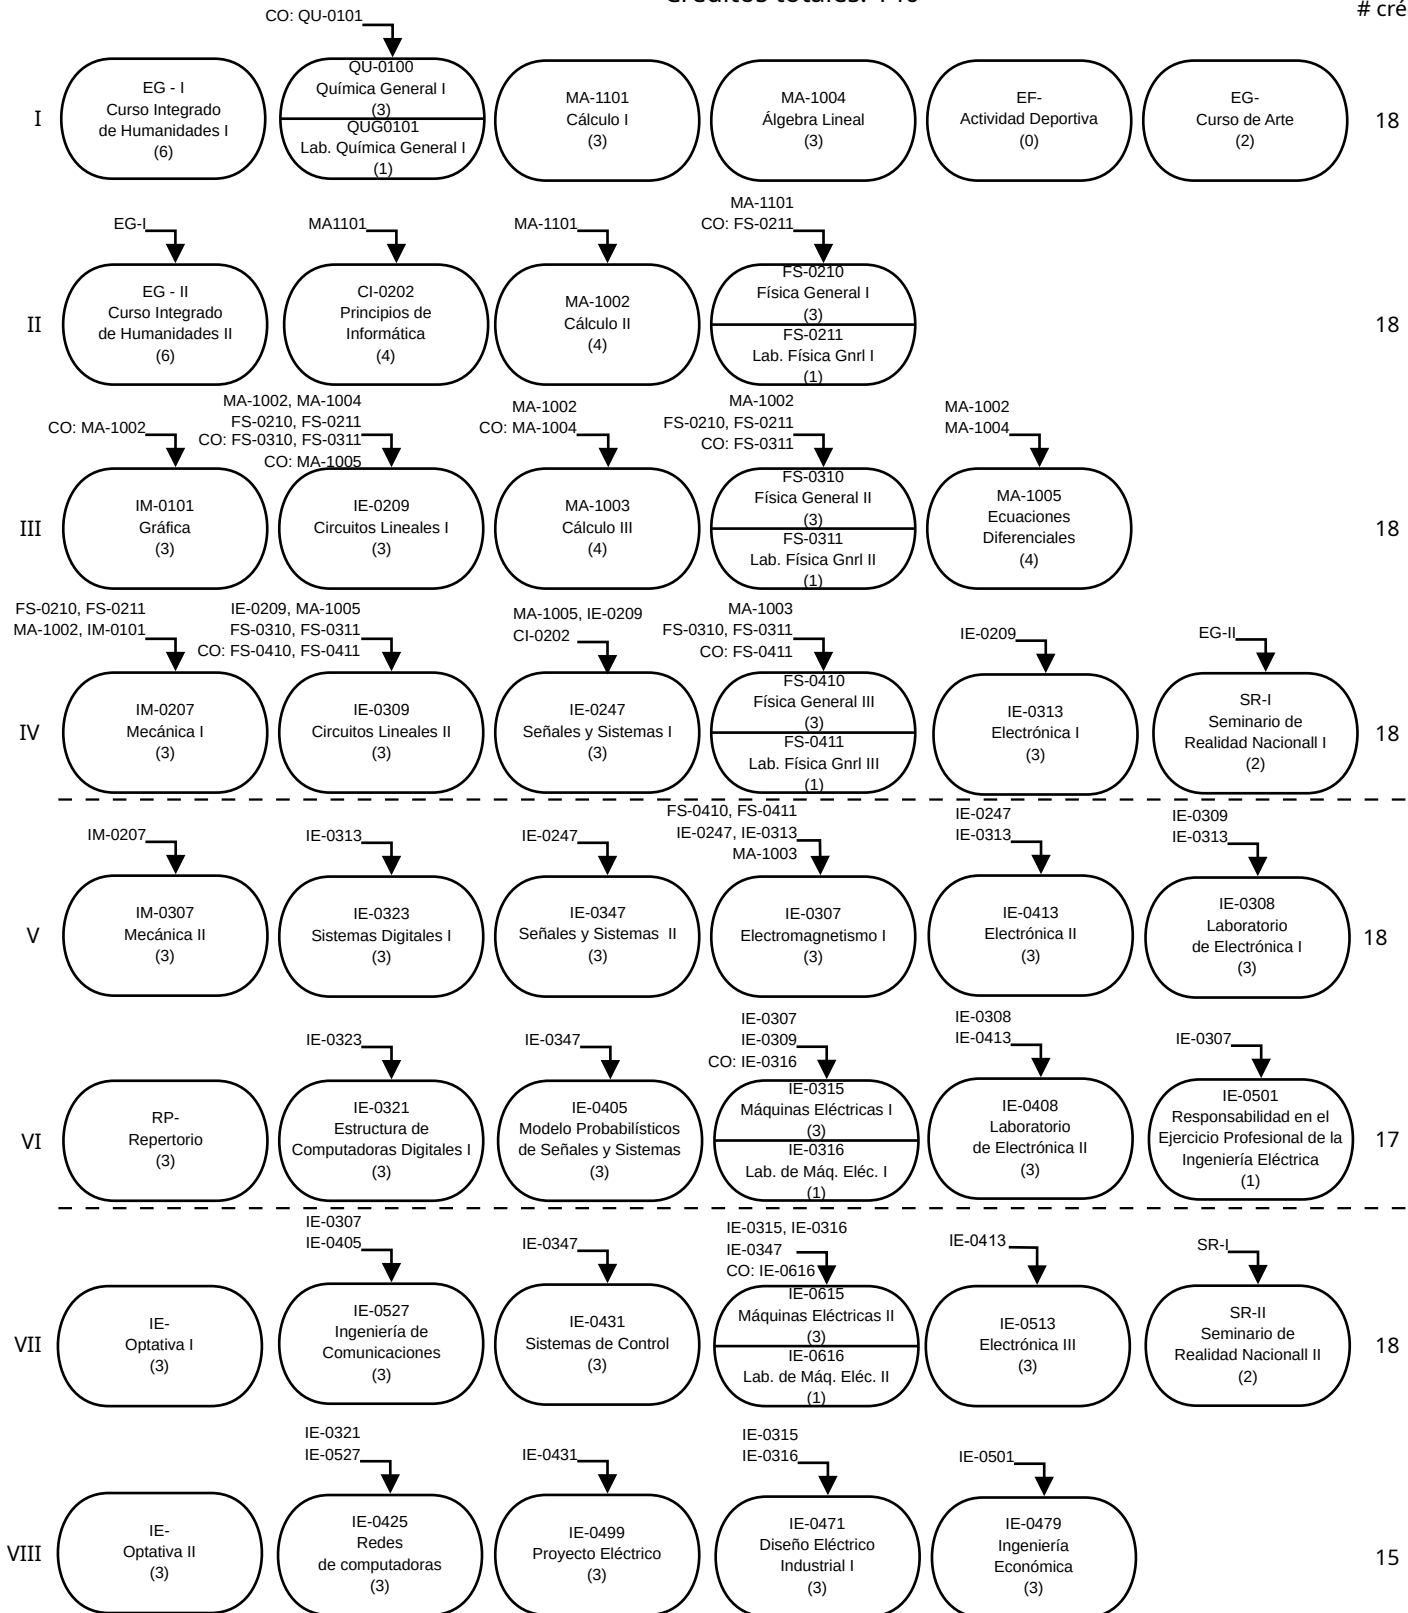 Créditos totales: 140
# cré
CO: QU-0101
I
EG - I
Curso Integrado
de Humanidades I
(6)
QU-0100
Química General I
(3)
QUG0101
Lab. Química General I
(1)
MA-1101
Cálculo I
(3)
MA-1004
Álgebra Lineal
(3)
EF-
Actividad Deportiva
(0)
EG-
Curso de Arte
(2)
18
EG-I
MA1101
MA-1101
MA-1101
CO: FS-0211
II
EG - II
Curso Integrado
de Humanidades II
(6)
CI-0202
Principios de
Informática
(4)
MA-1002
Cálculo II
(4)
FS-0210
Física General I
(3)
FS-0211
Lab. Física Gnrl I
(1)
18
CO: MA-1002
MA-1002, MA-1004
FS-0210, FS-0211
CO: FS-0310, FS-0311
CO: MA-1005
MA-1002
CO: MA-1004
MA-1002
FS-0210, FS-0211
CO: FS-0311
MA-1002
MA-1004
III
IM-0101
Gráfica
(3)
IE-0209
Circuitos Lineales I
(3)
MA-1003
Cálculo III
(4)
FS-0310
Física General II
(3)
FS-0311
Lab. Física Gnrl II
(1)
MA-1005
Ecuaciones
Diferenciales
(4)
18
FS-0210, FS-0211
MA-1002, IM-0101
IE-0209, MA-1005
FS-0310, FS-0311
CO: FS-0410, FS-0411
MA-1005, IE-0209
CI-0202
MA-1003
FS-0310, FS-0311
CO: FS-0411
IE-0209
EG-II
IV
IM-0207
Mecánica I
(3)
IE-0309
Circuitos Lineales II
(3)
IE-0247
Señales y Sistemas I
(3)
FS-0410
Física General III
(3)
FS-0411
Lab. Física Gnrl III
(1)
IE-0313
Electrónica I
(3)
SR-I
Seminario de
Realidad Nacionall I
(2)
18
IM-0207
IE-0313
IE-0247
FS-0410, FS-0411
IE-0247, IE-0313
MA-1003
IE-0247
IE-0313
IE-0309
IE-0313
V
IM-0307
Mecánica II
(3)
IE-0323
Sistemas Digitales I
(3)
IE-0347
Señales y Sistemas  II
(3)
IE-0307
Electromagnetismo I
(3)
IE-0413
Electrónica II
(3)
IE-0308
Laboratorio
de Electrónica I
(3)
18
IE-0323
IE-0347
IE-0307
IE-0309
CO: IE-0316
IE-0308
IE-0413
IE-0307
VI
RP-
Repertorio
(3)
IE-0321
Estructura de
Computadoras Digitales I
(3)
IE-0405
Modelo Probabilísticos
de Señales y Sistemas
(3)
IE-0315
Máquinas Eléctricas I
(3)
IE-0316
Lab. de Máq. Eléc. I
(1)
IE-0408
Laboratorio
de Electrónica II
(3)
IE-0501
Responsabilidad en el
Ejercicio Profesional de la
Ingeniería Eléctrica
(1)
17
IE-0307
IE-0405
IE-0347
IE-0315, IE-0316
IE-0347
CO: IE-0616
IE-0413
SR-I
VII
IE-
Optativa I
(3)
IE-0527
Ingeniería de
Comunicaciones
(3)
IE-0431
Sistemas de Control
(3)
IE-0615
Máquinas Eléctricas II
(3)
IE-0616
Lab. de Máq. Eléc. II
(1)
IE-0513
Electrónica III
(3)
SR-II
Seminario de
Realidad Nacionall II
(2)
18
IE-0321
IE-0527
IE-0431
IE-0315
IE-0316
IE-0501
VIII
IE-
Optativa II
(3)
IE-0425
Redes
de computadoras
(3)
IE-0499
Proyecto Eléctrico
(3)
IE-0471
Diseño Eléctrico
Industrial I
(3)
IE-0479
Ingeniería
Económica
(3)
15